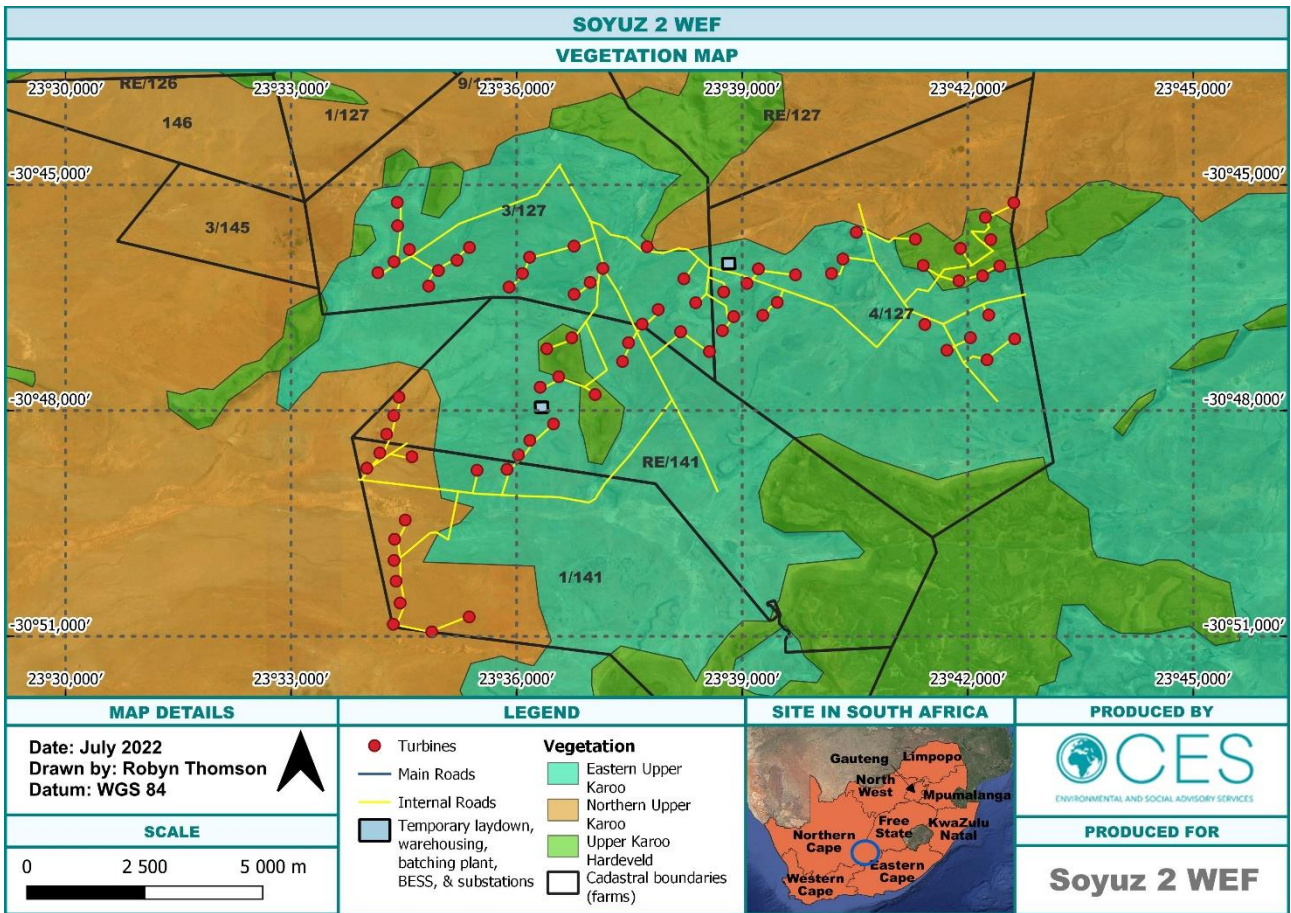 SOYUZ 2 WEF
VEGETATION MAP
23°30,000′ 23°33,000′ 23°36,000′ 23°39,000′ 23°42,000′ 23°45,000′
RE/126
146
1/127
RE/127
-30°45,000′ -30°45,000′
3/127
3/145
4/127
-30°48,000′ -30°48,000′
RE/141
1/141
-30°51,000′ -30°51,000′
23°30,000′ 23°33,000′ 23°36,000′ 23°39,000′ 23°42,000′ 23°45,000′
MAP DETAILS
Date: July 2022
Drawn by: Robyn Thomson
Datum: WGS 84
SCALE
0 2 500 5 000 m
LEGEND
Turbines
Main Roads
Internal Roads
Temporary laydown,
warehousing,
batching plant,
BESS, & substations
Vegetation
Eastern Upper
Karoo
Northern Upper
Karoo
Upper Karoo
Hardeveld
Cadastral boundaries
(farms)
SITE IN SOUTH AFRICA
Limpopo
Gauteng
North
West
Mpumalanga
Free
State
KwaZulu
Natal
Northern
Cape
Eastern
Cape
Western
Cape
PRODUCED BY
CES
ENVIRONMENTAL AND SOCIAL ADVISORY SERVICES
PRODUCED FOR
Soyuz 2 WEF